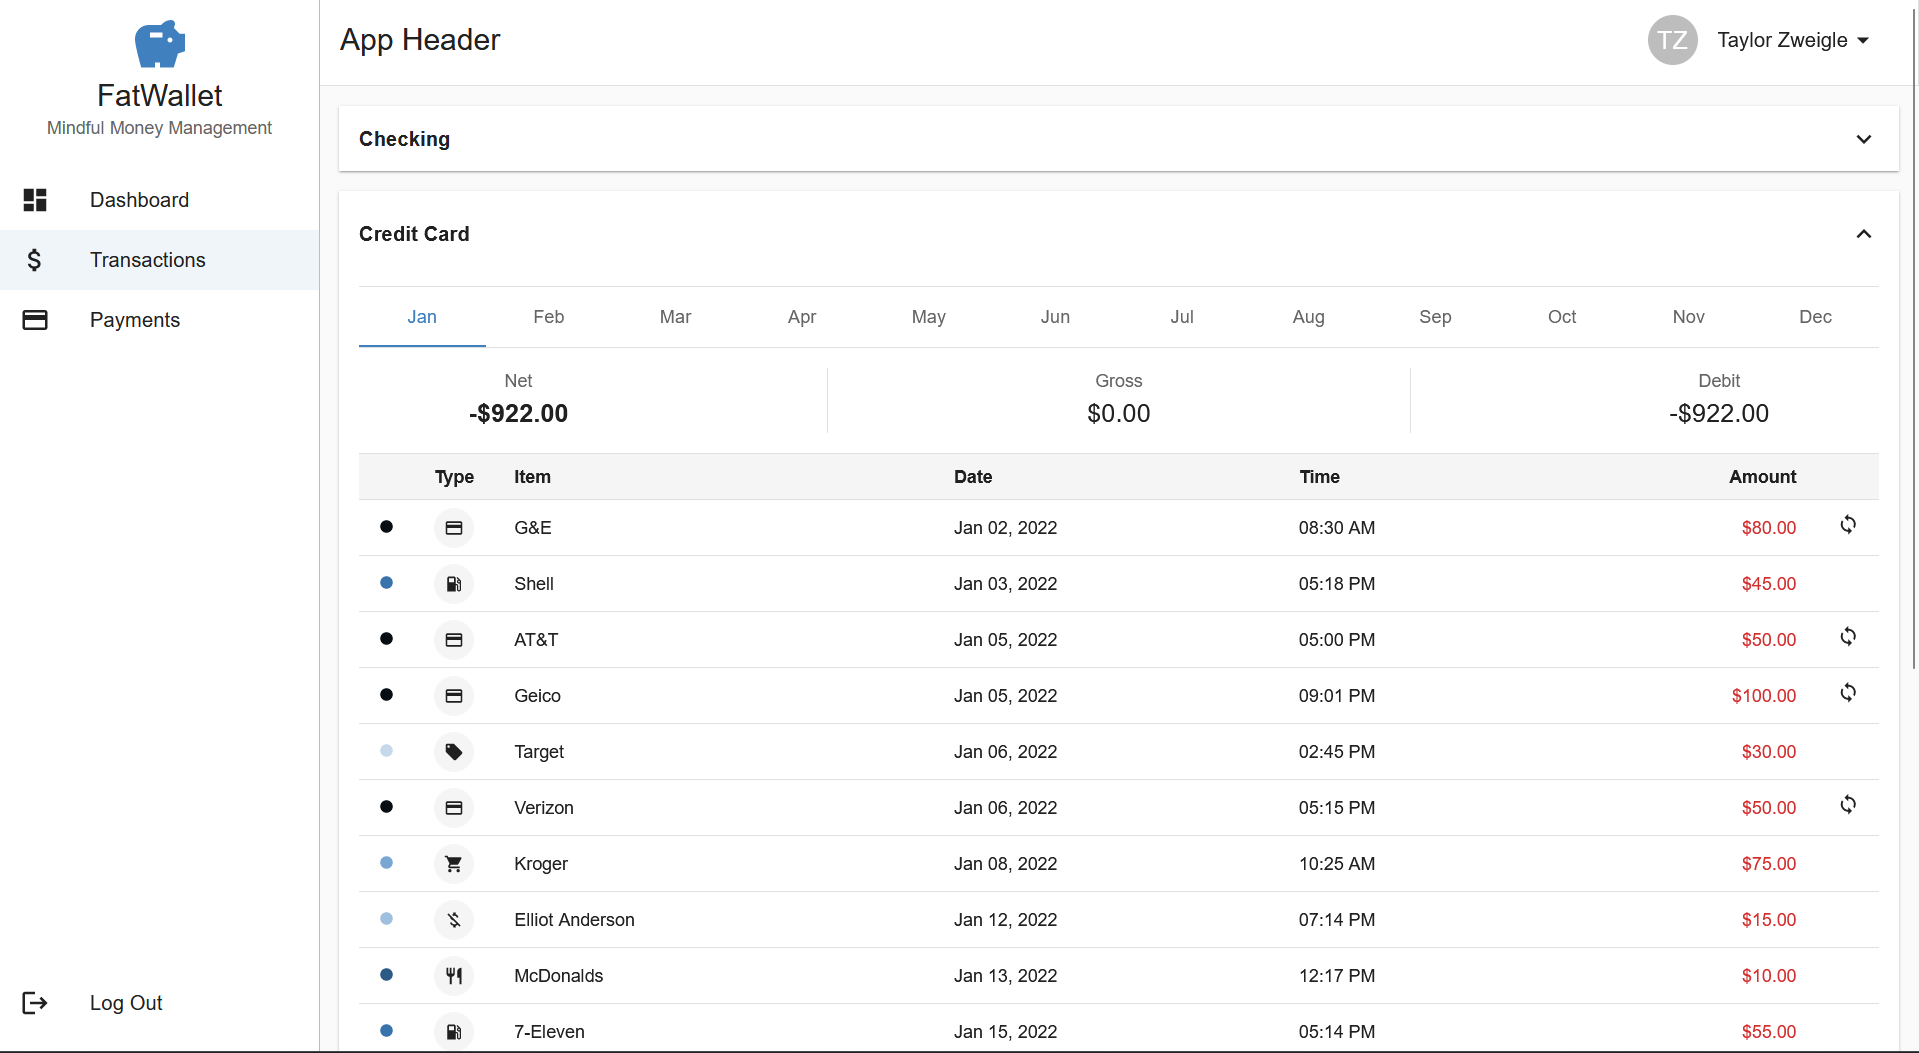 FatWallet
Mindful Money Management
Dashboard
Transactions
Payments
Log Out
App Header
TZ Taylor Zweigle
Checking
Credit Card
Jan Feb Mar Apr May Jun Jul Aug Sep Oct Nov Dec
Net Gross Debit
-$922.00 $0.00 -$922.00
Type Item Date Time Amount
G&E Jan 02, 2022 08:30 AM $80.00
Shell Jan 03, 2022 05:18 PM $45.00
AT&T Jan 05, 2022 05:00 PM $50.00
Geico Jan 05, 2022 09:01 PM $100.00
Target Jan 06, 2022 02:45 PM $30.00
Verizon Jan 06, 2022 05:15 PM $50.00
Kroger Jan 08, 2022 10:25 AM $75.00
Elliot Anderson Jan 12, 2022 07:14 PM $15.00
McDonalds Jan 13, 2022 12:17 PM $10.00
7-Eleven Jan 15, 2022 05:14 PM $55.00